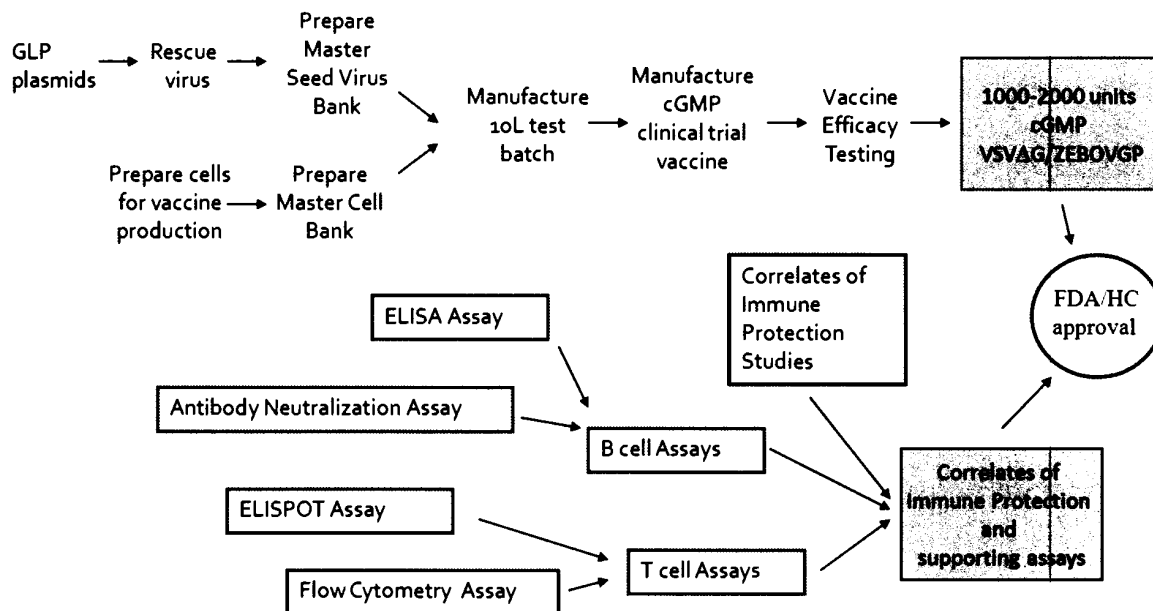 GLP
plasmids
Rescue
virus
Prepare
Master
Seed Virus
Bank
Prepare cells
for vaccine
production
Prepare
Master Cell
Bank
Manufacture
10L test
batch
Manufacture
cGMP
clinical trial
vaccine
Vaccine
Efficacy
Testing
1000-2000 units
cGMP
VSVΔG/ZEBOVGP
FDA/HC
approval
ELISA Assay
Antibody Neutralization Assay
B cell Assays
ELISPOT Assay
Flow Cytometry Assay
T cell Assays
Correlates of
Immune
Protection
Studies
Correlates of
Immune Protection
and
supporting assays